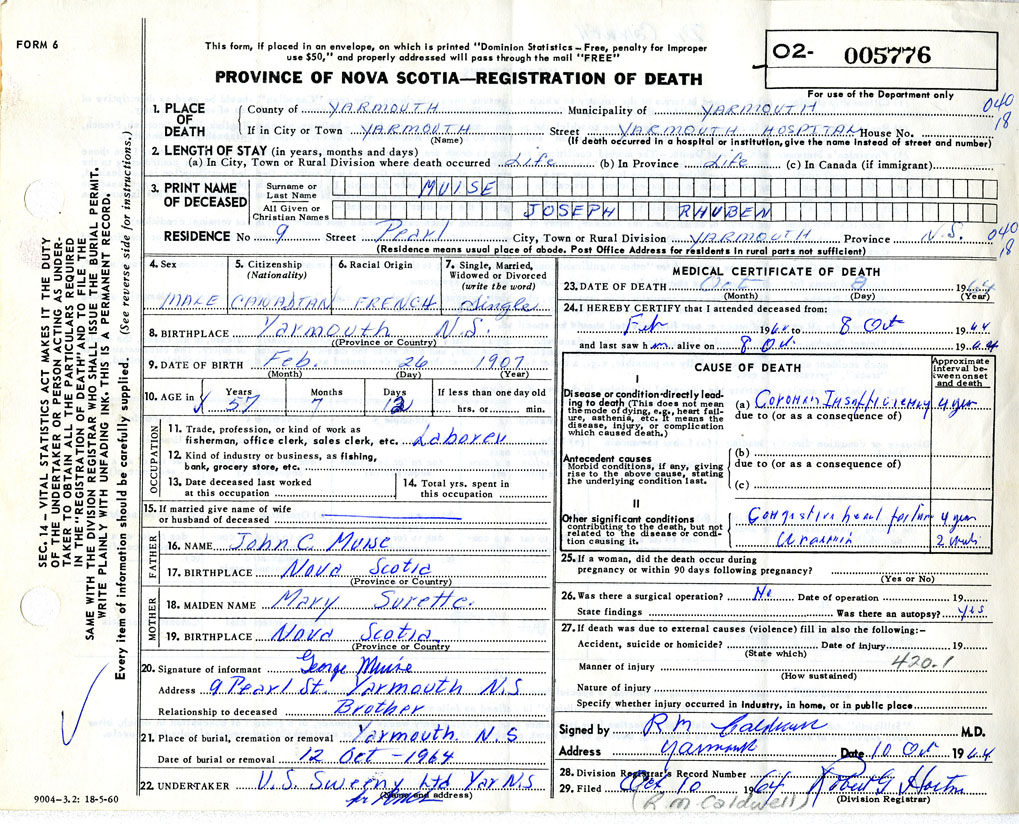 FORM 6
This form, if placed in an envelope, on which is printed "Dominion Statistics – Free, penalty for improper
use $50," and properly addressed will pass through the mail "FREE"
PROVINCE OF NOVA SCOTIA—REGISTRATION OF DEATH
O2- 005776
For use of the Department only
040
18
1. PLACE OF DEATH
County of YARMOUTH Municipality of YARMOUTH
If in City or Town YARMOUTH Street YARMOUTH HOSPITAL House No.
(Name) (If death occurred in a hospital or institution, give the name instead of street and number)
2. LENGTH OF STAY (in years, months and days)
(a) In City, Town or Rural Division where death occurred Life (b) In Province Life (c) In Canada (if immigrant)
3. PRINT NAME OF DECEASED
Surname or Last Name MUISE
All Given or Christian Names JOSEPH RHUBEN
RESIDENCE No 9 Street Pearl City, Town or Rural Division YARMOUTH Province N.S.
040
18
(Residence means usual place of abode. Post Office Address for residents in rural parts not sufficient)
4. Sex MALE
5. Citizenship (Nationality) CANADIAN
6. Racial Origin FRENCH
7. Single, Married, Widowed or Divorced (write the word) Single
8. BIRTHPLACE Yarmouth N.S.
((Province or Country)
9. DATE OF BIRTH Feb. 26 1907
(Month) (Day) (Year)
10. AGE in Years 57 Months 7 Days 12 If less than one day old hrs. or min.
OCCUPATION
11. Trade, profession, or kind of work as
fisherman, office clerk, sales clerk, etc. Laborer
12. Kind of industry or business, as fishing,
bank, grocery store, etc.
13. Date deceased last worked
at this occupation
14. Total yrs. spent in
this occupation
15. If married give name of wife
or husband of deceased
FATHER
16. NAME John C. Muise
17. BIRTHPLACE Nova Scotia
(Province or Country)
MOTHER
18. MAIDEN NAME Mary Surette.
19. BIRTHPLACE Nova Scotia
(Province or Country)
20. Signature of informant George Muise
Address 9 Pearl St. Yarmouth N.S
Relationship to deceased Brother
21. Place of burial, cremation or removal Yarmouth N.S
Date of burial or removal 12 Oct – 1964
22. UNDERTAKER V.S. Sweeny Ltd Yar N.S
(Name and address)
9004–3.2: 18-5-60
MEDICAL CERTIFICATE OF DEATH
23. DATE OF DEATH Oct 8 1964
(Month) (Day) (Year)
24. I HEREBY CERTIFY that I attended deceased from:
Feb 196 to 8 Oct 1964
and last saw him alive on 8 Oct 1964
CAUSE OF DEATH
Approximate interval between onset and death
I
Disease or condition directly leading to death (This does not mean the mode of dying, e.g., heart failure, asthenia, etc. It means the disease, injury, or complication which caused death.)
(a) Coronary Insufficiency 4 year
due to (or as a consequence of)
Antecedent causes
Morbid conditions, if any, giving rise to the above cause, stating the underlying condition last.
(b)
due to (or as a consequence of)
(c)
II
Other significant conditions
contributing to the death, but not related to the disease or condition causing it.
Congestive heart failure 4 year
Uraemia 2 weeks
25. If a woman, did the death occur during
pregnancy or within 90 days following pregnancy?
(Yes or No)
26. Was there a surgical operation? No Date of operation 19
State findings Was there an autopsy? yes
27. If death was due to external causes (violence) fill in also the following:–
Accident, suicide or homicide? Date of injury 19
(State which)
420.1
Manner of injury
(How sustained)
Nature of injury
Specify whether injury occurred in industry, in home, or in public place
Signed by R M Caldwell M.D.
Address Yarmouth Date 10 Oct 1964
28. Division Registrar's Record Number
29. Filed Oct 10 1964 Robert G Horton
(Division Registrar)
(R.M. Caldwell)
SEC. 14 – VITAL STATISTICS ACT MAKES IT THE DUTY
OF THE UNDERTAKER OR PERSON ACTING AS UNDER-
TAKER TO OBTAIN ALL THE PARTICULARS REQUIRED
IN THE "REGISTRATION OF DEATH" AND TO FILE THE
SAME WITH THE DIVISION REGISTRAR WHO SHALL ISSUE THE BURIAL PERMIT.
WRITE PLAINLY WITH UNFADING INK. THIS IS A PERMANENT RECORD.
Every item of information should be carefully supplied. (See reverse side for instructions.)